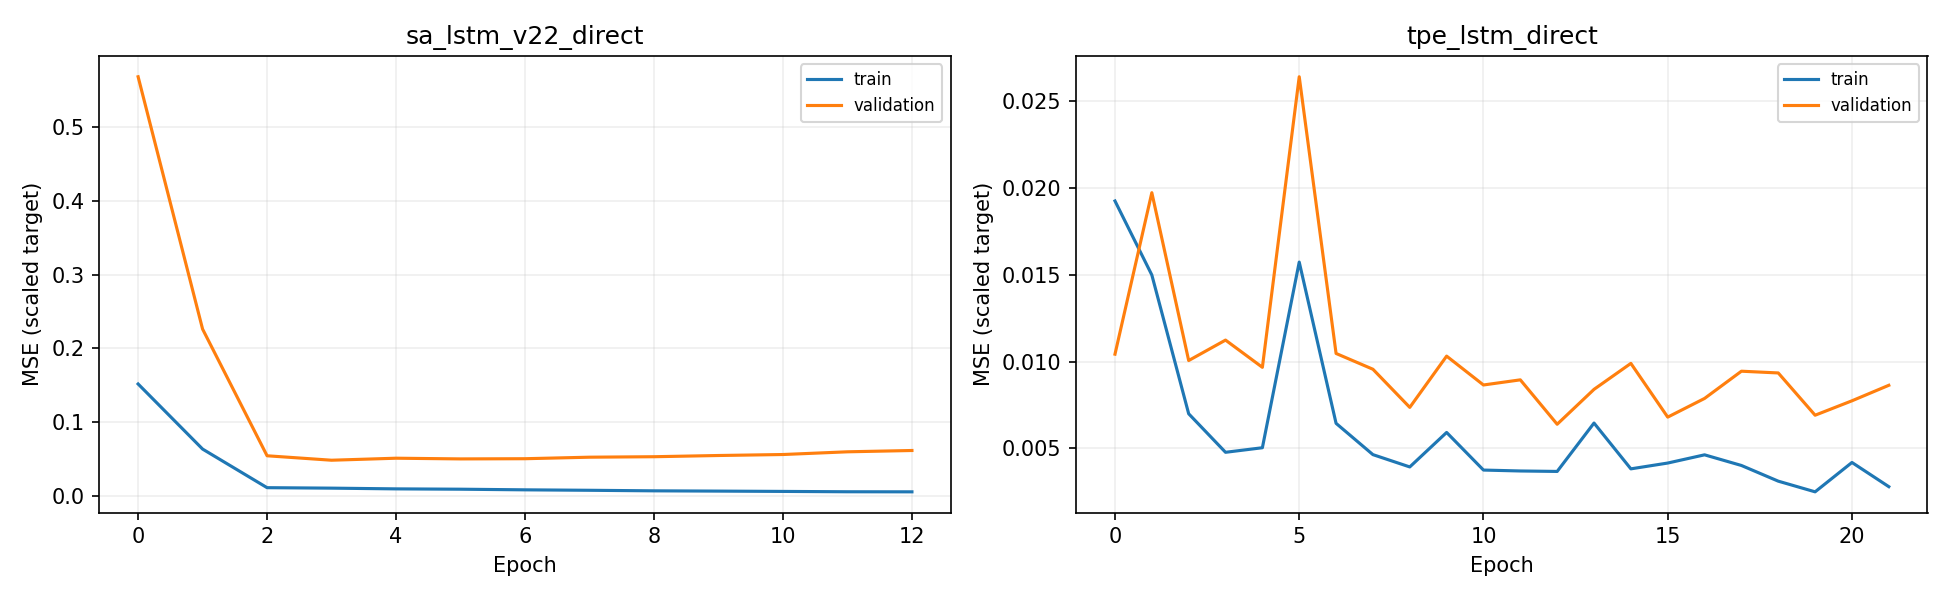 sa_lstm_v22_direct
train
validation
MSE (scaled target)
0.5
0.4
0.3
0.2
0.1
0.0
0 2 4 6 8 10 12
Epoch
tpe_lstm_direct
train
validation
MSE (scaled target)
0.025
0.020
0.015
0.010
0.005
0 5 10 15 20
Epoch